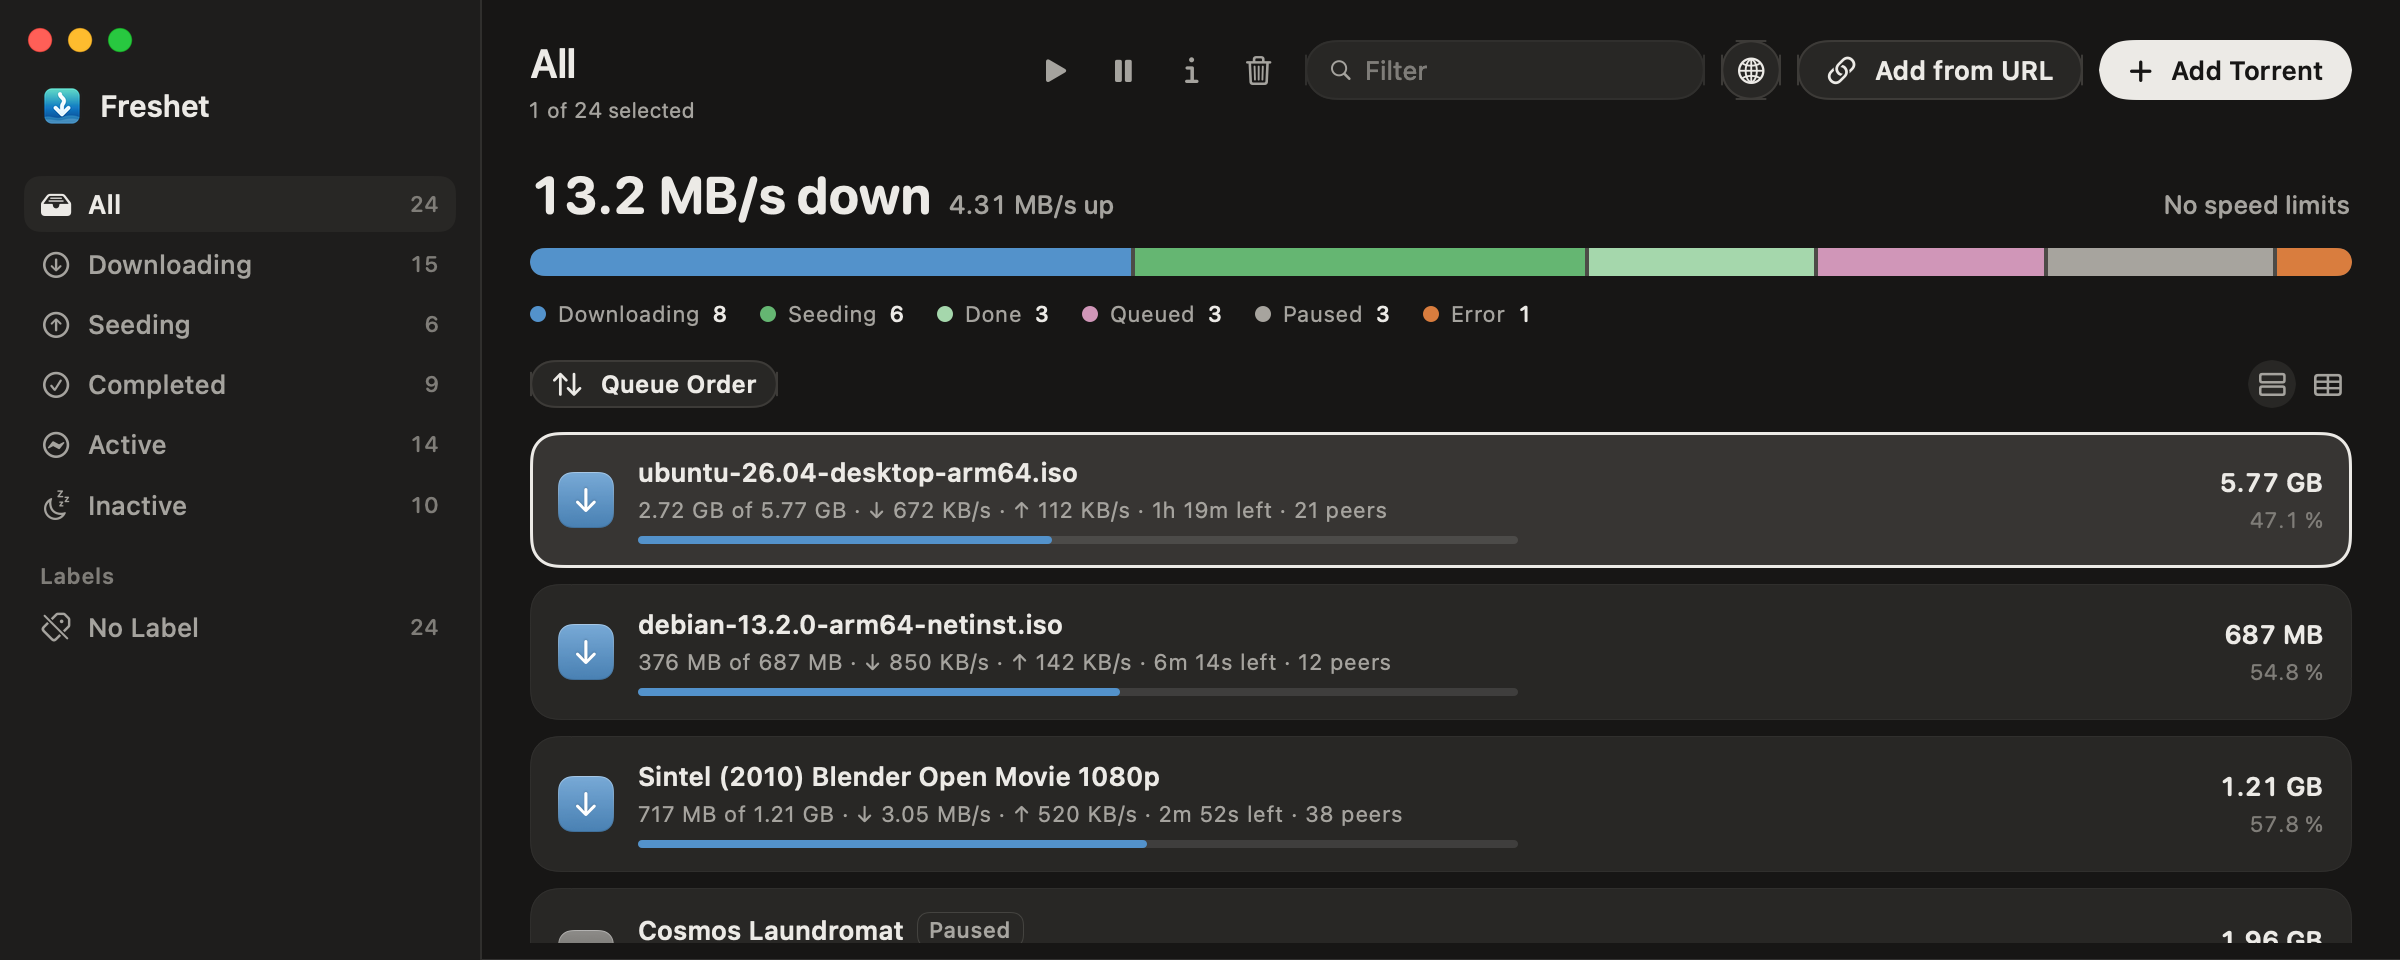 Freshet
All 24
Downloading 15
Seeding 6
Completed 9
Active 14
Inactive 10
Labels
No Label 24
All
1 of 24 selected
Filter
Add from URL
Add Torrent
13.2 MB/s down 4.31 MB/s up
No speed limits
Downloading 8 Seeding 6 Done 3 Queued 3 Paused 3 Error 1
Queue Order
ubuntu-26.04-desktop-arm64.iso
2.72 GB of 5.77 GB · ↓ 672 KB/s · ↑ 112 KB/s · 1h 19m left · 21 peers
5.77 GB
47.1 %
debian-13.2.0-arm64-netinst.iso
376 MB of 687 MB · ↓ 850 KB/s · ↑ 142 KB/s · 6m 14s left · 12 peers
687 MB
54.8 %
Sintel (2010) Blender Open Movie 1080p
717 MB of 1.21 GB · ↓ 3.05 MB/s · ↑ 520 KB/s · 2m 52s left · 38 peers
1.21 GB
57.8 %
Cosmos Laundromat Paused
1.96 GB